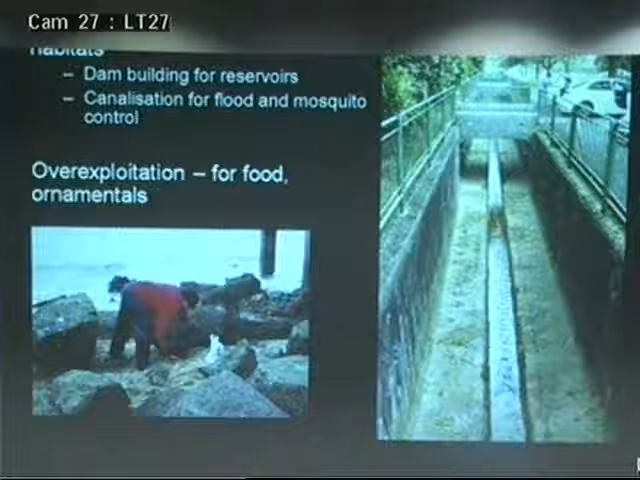 Cam 27 : LT27
habitats
– Dam building for reservoirs
– Canalisation for flood and mosquito
control
Overexploitation – for food,
ornamentals